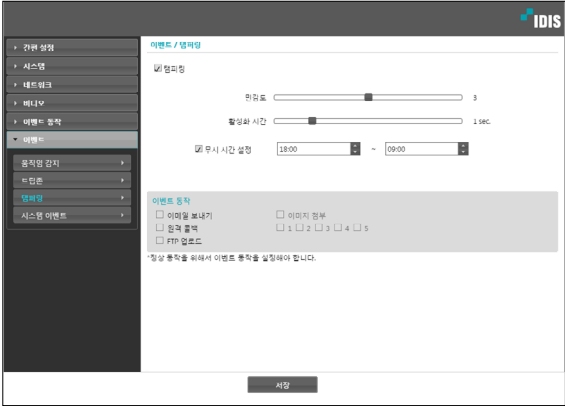 IDIS
간편 설정
시스템
네트워크
비디오
이벤트 동작
이벤트
움직임 감지
트립존
탬퍼링
시스템 이벤트
이벤트 / 탬퍼링
탬퍼링
민감도 3
활성화 시간 1 sec.
무시 시간 설정 18:00 ~ 09:00
이벤트 동작
이메일 보내기 이미지 첨부
원격 콜백 1 2 3 4 5
FTP 업로드
*정상 동작을 위해서 이벤트 동작을 설정해야 합니다.
저장